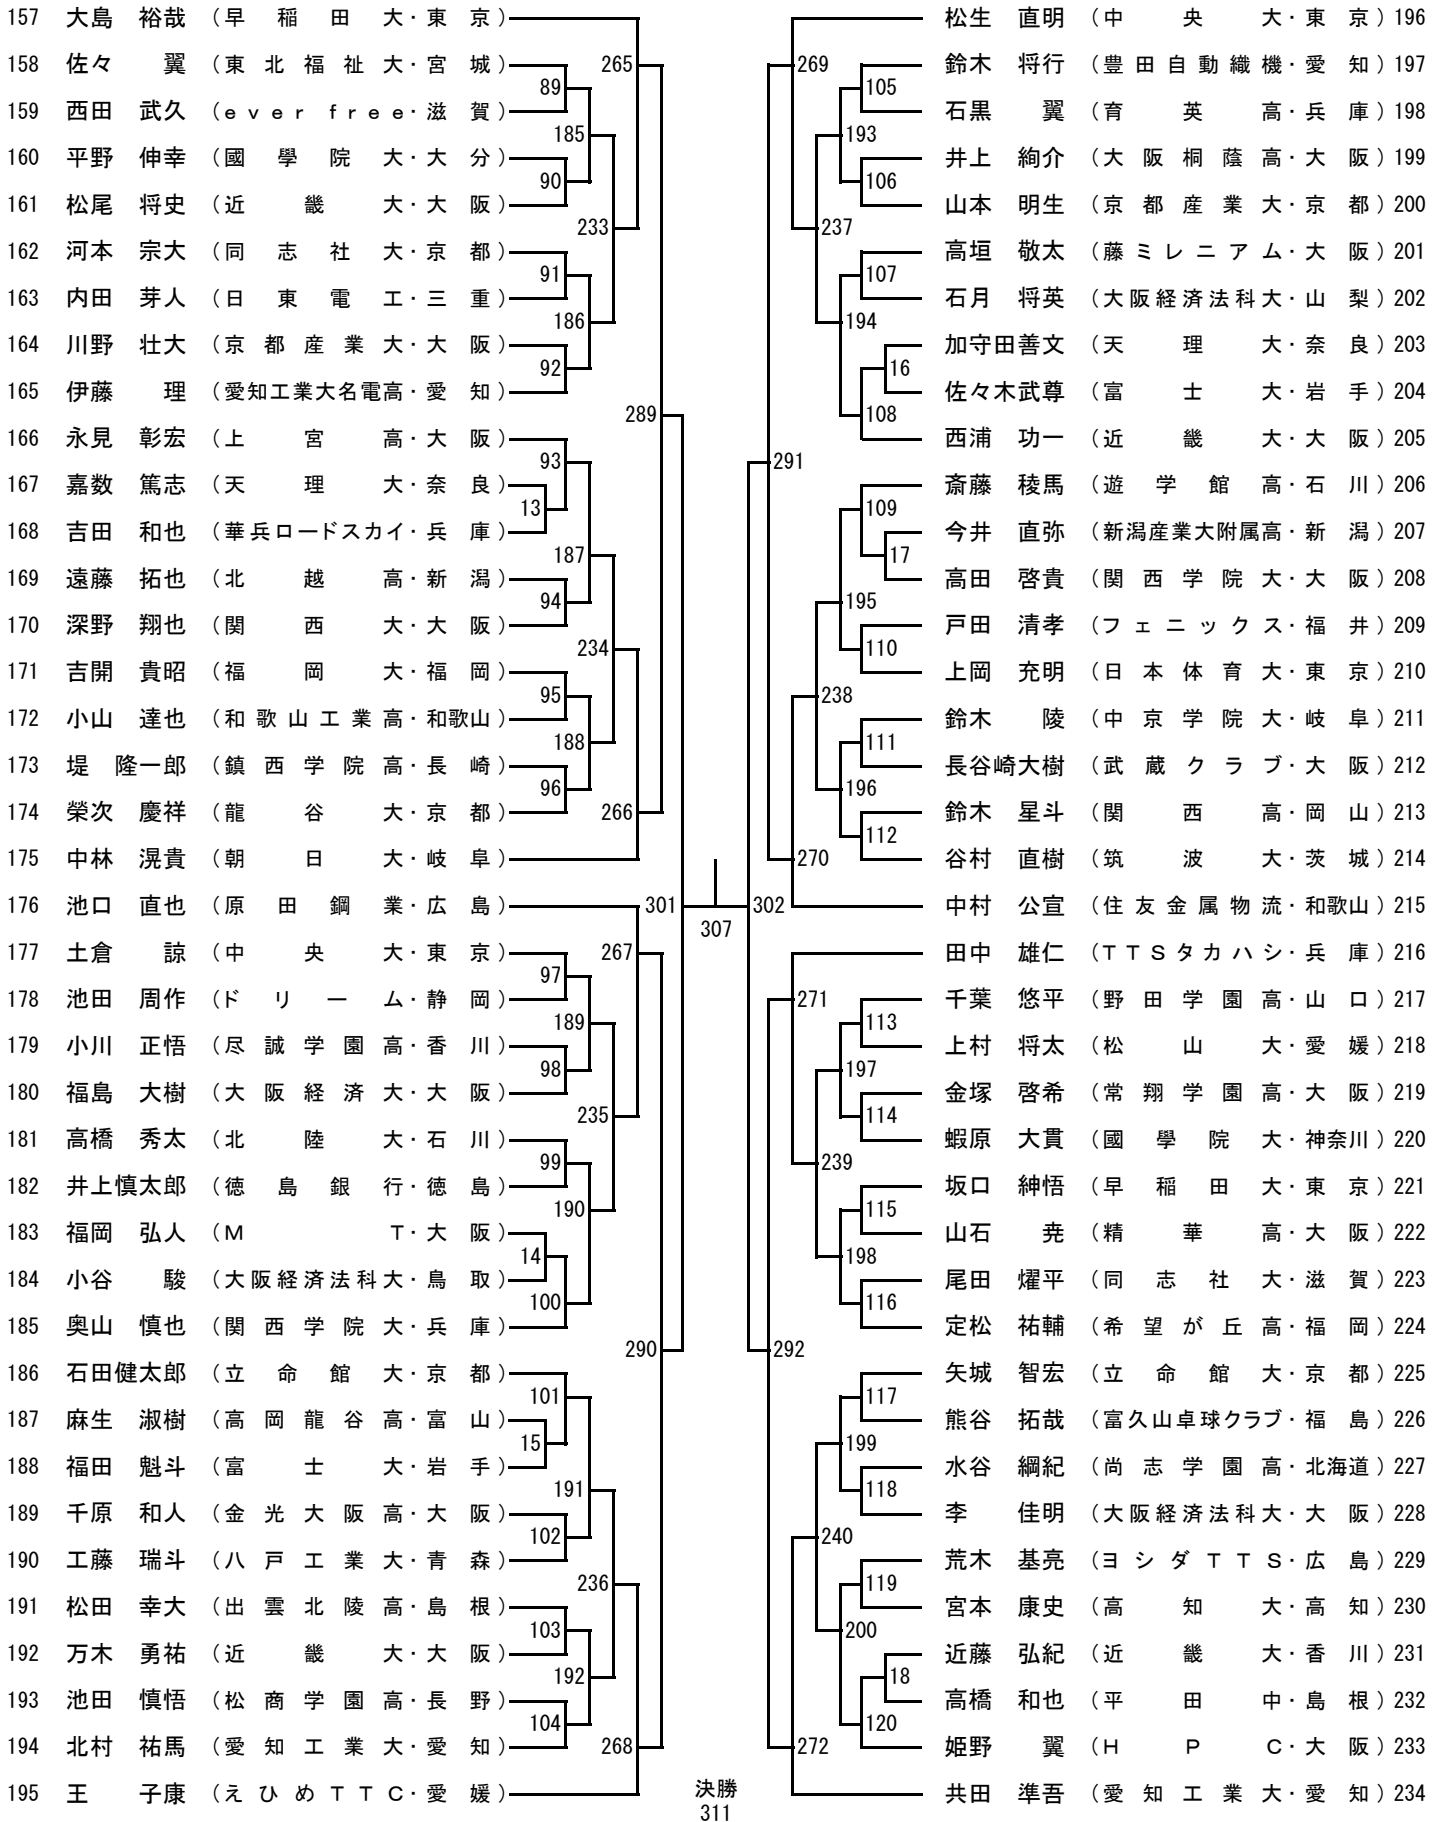 157 大島 裕哉 (早稲田大・東京) 松生 直明 (中央大・東京) 196
158 佐々 翼 (東北福祉大・宮城) 265 269 鈴木 将行 (豊田自動織機・愛知) 197
89 105
159 西田 武久 (ever free・滋賀) 石黒 翼 (育英高・兵庫) 198
185 193
160 平野 伸幸 (國學院大・大分) 井上 絢介 (大阪桐蔭高・大阪) 199
90 106
161 松尾 将史 (近畿大・大阪) 山本 明生 (京都産業大・京都) 200
233 237
162 河本 宗大 (同志社大・京都) 高垣 敬太 (藤ミレニアム・大阪) 201
91 107
163 内田 芽人 (日東電工・三重) 石月 将英 (大阪経済法科大・山梨) 202
186 194
164 川野 壮大 (京都産業大・大阪) 加守田善文 (天理大・奈良) 203
92 16
165 伊藤 理 (愛知工業大名電高・愛知) 佐々木武尊 (富士大・岩手) 204
289 108
166 永見 彰宏 (上宮高・大阪) 西浦 功一 (近畿大・大阪) 205
93 291
167 嘉数 篤志 (天理大・奈良) 斎藤 稜馬 (遊学館高・石川) 206
13 109
168 吉田 和也 (華兵ロードスカイ・兵庫) 今井 直弥 (新潟産業大附属高・新潟) 207
187 17
169 遠藤 拓也 (北越高・新潟) 高田 啓貴 (関西学院大・大阪) 208
94 195
170 深野 翔也 (関西大・大阪) 戸田 清孝 (フェニックス・福井) 209
234 110
171 吉開 貴昭 (福岡大・福岡) 上岡 充明 (日本体育大・東京) 210
95 238
172 小山 達也 (和歌山工業高・和歌山) 鈴木 陵 (中京学院大・岐阜) 211
188 111
173 堤 隆一郎 (鎮西学院高・長崎) 長谷崎大樹 (武蔵クラブ・大阪) 212
96 196
174 榮次 慶祥 (龍谷大・京都) 266 鈴木 星斗 (関西高・岡山) 213
112
175 中林 滉貴 (朝日大・岐阜) 270 谷村 直樹 (筑波大・茨城) 214
176 池口 直也 (原田鋼業・広島) 301 302 中村 公宣 (住友金属物流・和歌山) 215
307
177 土倉 諒 (中央大・東京) 267 田中 雄仁 (TTSタカハシ・兵庫) 216
97
178 池田 周作 (ドリーム・静岡) 271 千葉 悠平 (野田学園高・山口) 217
189 113
179 小川 正悟 (尽誠学園高・香川) 上村 将太 (松山大・愛媛) 218
98 197
180 福島 大樹 (大阪経済大・大阪) 金塚 啓希 (常翔学園高・大阪) 219
235 114
181 高橋 秀太 (北陸大・石川) 蝦原 大貫 (國學院大・神奈川) 220
99 239
182 井上慎太郎 (徳島銀行・徳島) 坂口 紳悟 (早稲田大・東京) 221
190 115
183 福岡 弘人 (MT・大阪) 山石 尭 (精華高・大阪) 222
14 198
184 小谷 駿 (大阪経済法科大・鳥取) 尾田 燿平 (同志社大・滋賀) 223
100 116
185 奥山 慎也 (関西学院大・兵庫) 定松 祐輔 (希望が丘高・福岡) 224
290 292
186 石田健太郎 (立命館大・京都) 矢城 智宏 (立命館大・京都) 225
101 117
187 麻生 淑樹 (高岡龍谷高・富山) 熊谷 拓哉 (富久山卓球クラブ・福島) 226
15 199
188 福田 魁斗 (富士大・岩手) 水谷 綱紀 (尚志学園高・北海道) 227
191 118
189 千原 和人 (金光大阪高・大阪) 李 佳明 (大阪経済法科大・大阪) 228
102 240
190 工藤 瑞斗 (八戸工業大・青森) 荒木 基亮 (ヨシダTTS・広島) 229
236 119
191 松田 幸大 (出雲北陵高・島根) 宮本 康史 (高知大・高知) 230
103 200
192 万木 勇祐 (近畿大・大阪) 近藤 弘紀 (近畿大・香川) 231
192 18
193 池田 慎悟 (松商学園高・長野) 高橋 和也 (平田中・島根) 232
104 120
194 北村 祐馬 (愛知工業大・愛知) 268 272 姫野 翼 (HPC・大阪) 233
195 王 子康 (えひめTTC・愛媛) 決勝 共田 準吾 (愛知工業大・愛知) 234
311